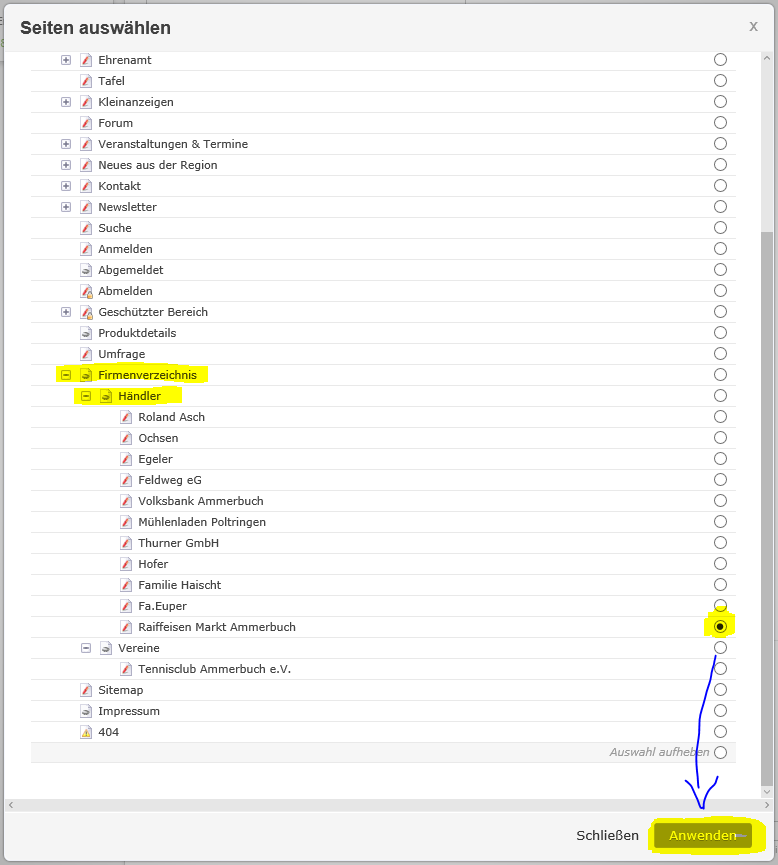 Seiten auswählen
x
Ehrenamt
Tafel
Kleinanzeigen
Forum
Veranstaltungen & Termine
Neues aus der Region
Kontakt
Newsletter
Suche
Anmelden
Abgemeldet
Abmelden
Geschützter Bereich
Produktdetails
Umfrage
Firmenverzeichnis
Händler
Roland Asch
Ochsen
Egeler
Feldweg eG
Volksbank Ammerbuch
Mühlenladen Poltringen
Thurner GmbH
Hofer
Familie Haischt
Fa.Euper
Raiffeisen Markt Ammerbuch
Vereine
Tennisclub Ammerbuch e.V.
Sitemap
Impressum
404
Auswahl aufheben
Schließen Anwenden